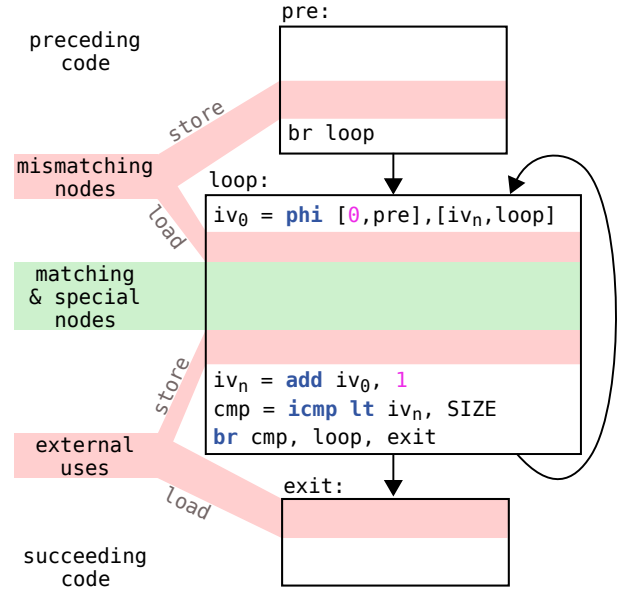 pre:
preceding
code
store
br loop
mismatching
nodes
loop:
load
iv₀ = phi [0,pre],[ivₙ,loop]
matching
& special
nodes
store
ivₙ = add iv₀, 1
cmp = icmp lt ivₙ, SIZE
br cmp, loop, exit
external
uses
load
exit:
succeeding
code